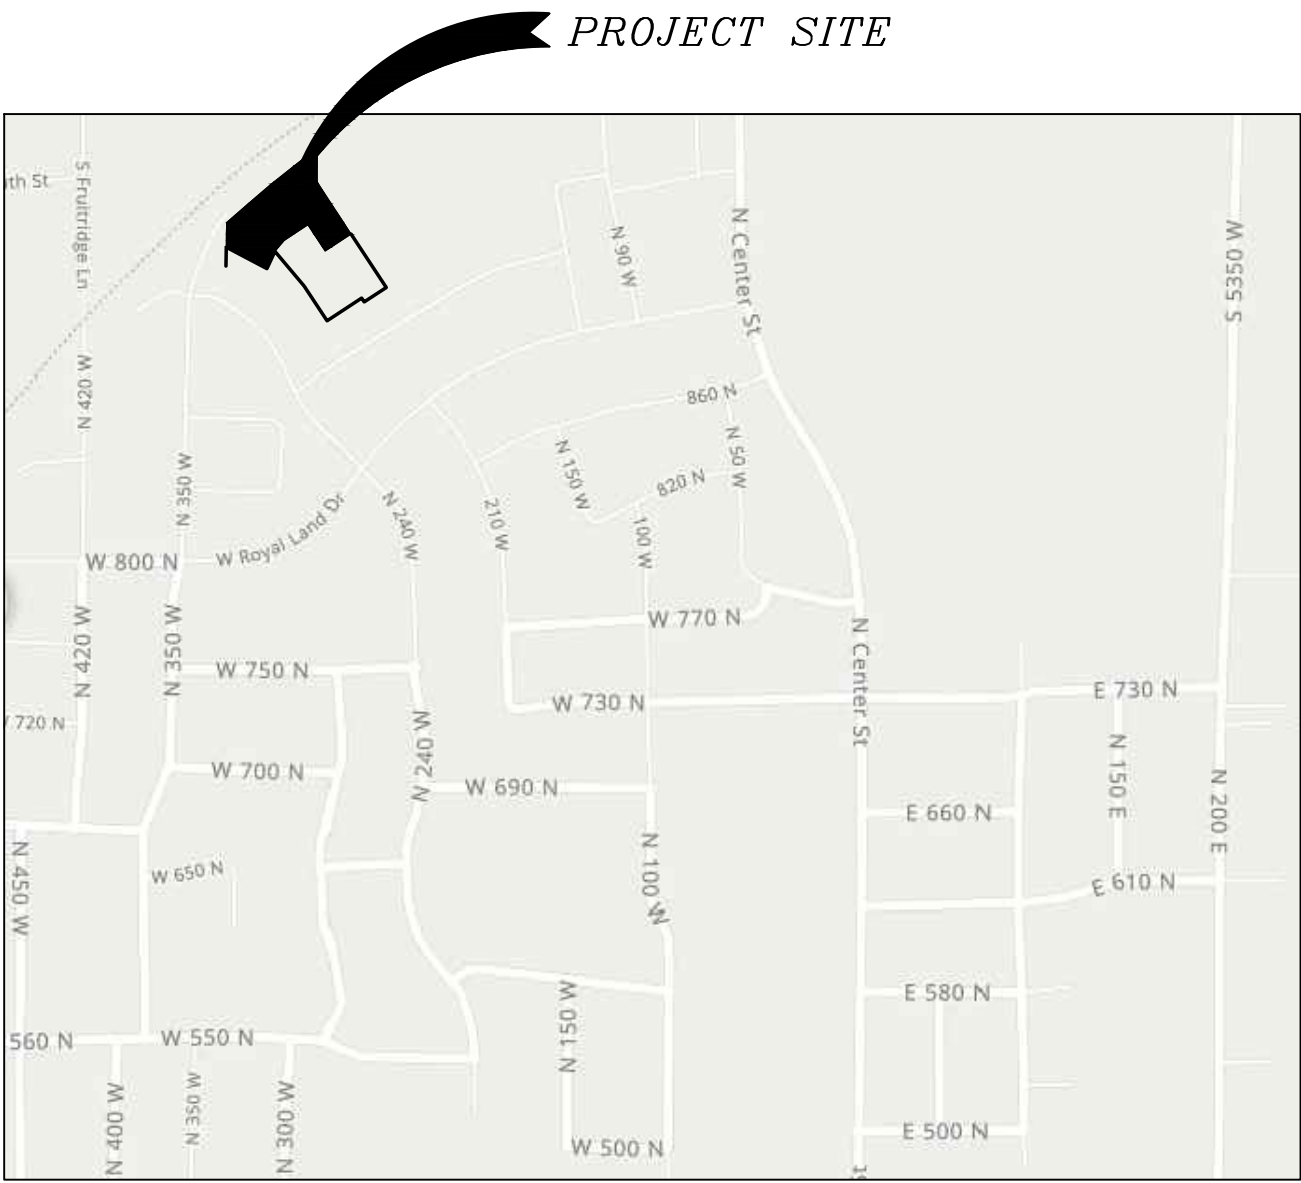 PROJECT SITE
S Fruitridge Ln
N Center St
N 90 W
S 5350 W
N 420 W
860 N
N 350 W
N 150 W
N 50 W
820 N
N 240 W
210 W
100 W
W Royal Land Dr
W 800 N
N 420 W
N 350 W
W 770 N
N Center St
W 750 N
W 730 N
E 730 N
720 N
N 240 W
N 150 E
W 700 N
W 690 N
N 200 E
E 660 N
N 450 W
W 650 N
N 100 W
E 610 N
E 580 N
560 N
W 550 N
N 150 W
N 400 W
N 350 W
N 300 W
E 500 N
W 500 N